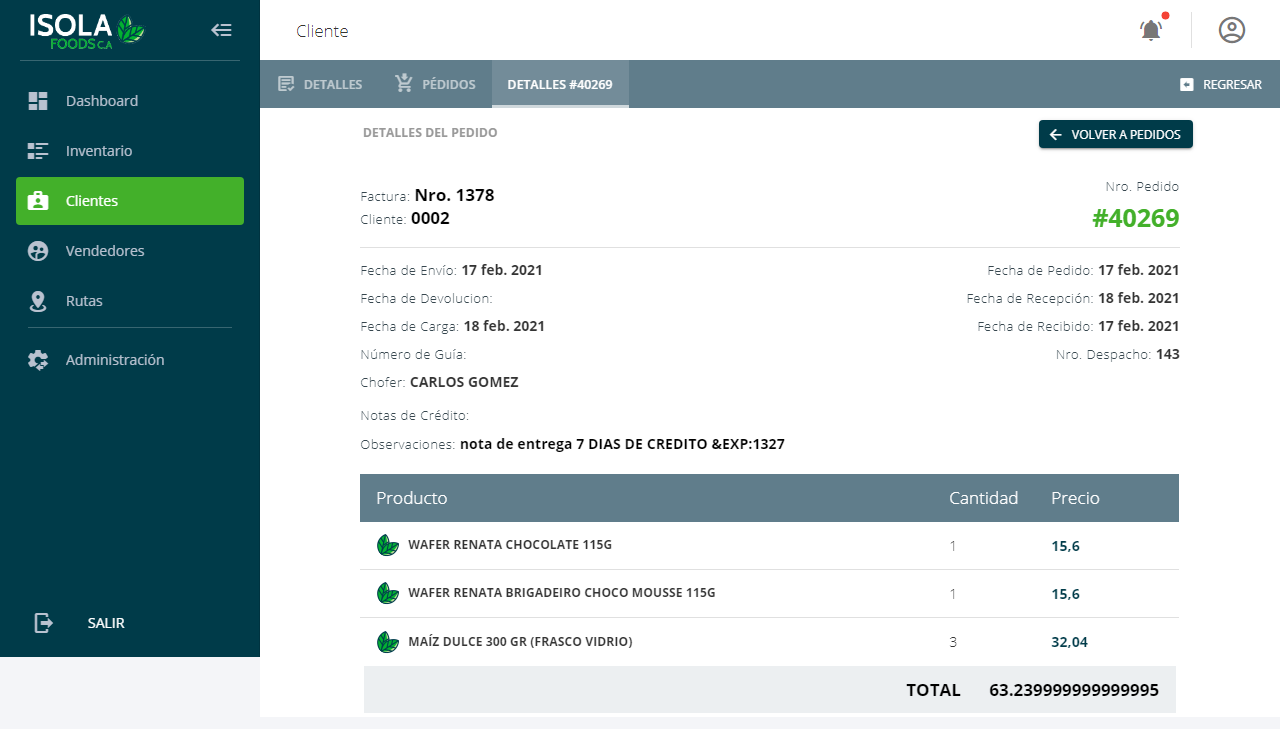 ISOLA
FOODS C.A
Dashboard
Inventario
Clientes
Vendedores
Rutas
Administración
SALIR
Cliente
DETALLES PÉDIDOS DETALLES #40269 REGRESAR
DETALLES DEL PEDIDO VOLVER A PEDIDOS
Factura: Nro. 1378
Cliente: 0002
Nro. Pedido
#40269
Fecha de Envío: 17 feb. 2021 Fecha de Pedido: 17 feb. 2021
Fecha de Devolucion: Fecha de Recepción: 18 feb. 2021
Fecha de Carga: 18 feb. 2021 Fecha de Recibido: 17 feb. 2021
Número de Guía: Nro. Despacho: 143
Chofer: CARLOS GOMEZ
Notas de Crédito:
Observaciones: nota de entrega 7 DIAS DE CREDITO &EXP:1327
Producto Cantidad Precio
WAFER RENATA CHOCOLATE 115G 1 15,6
WAFER RENATA BRIGADEIRO CHOCO MOUSSE 115G 1 15,6
MAÍZ DULCE 300 GR (FRASCO VIDRIO) 3 32,04
TOTAL 63.239999999999995